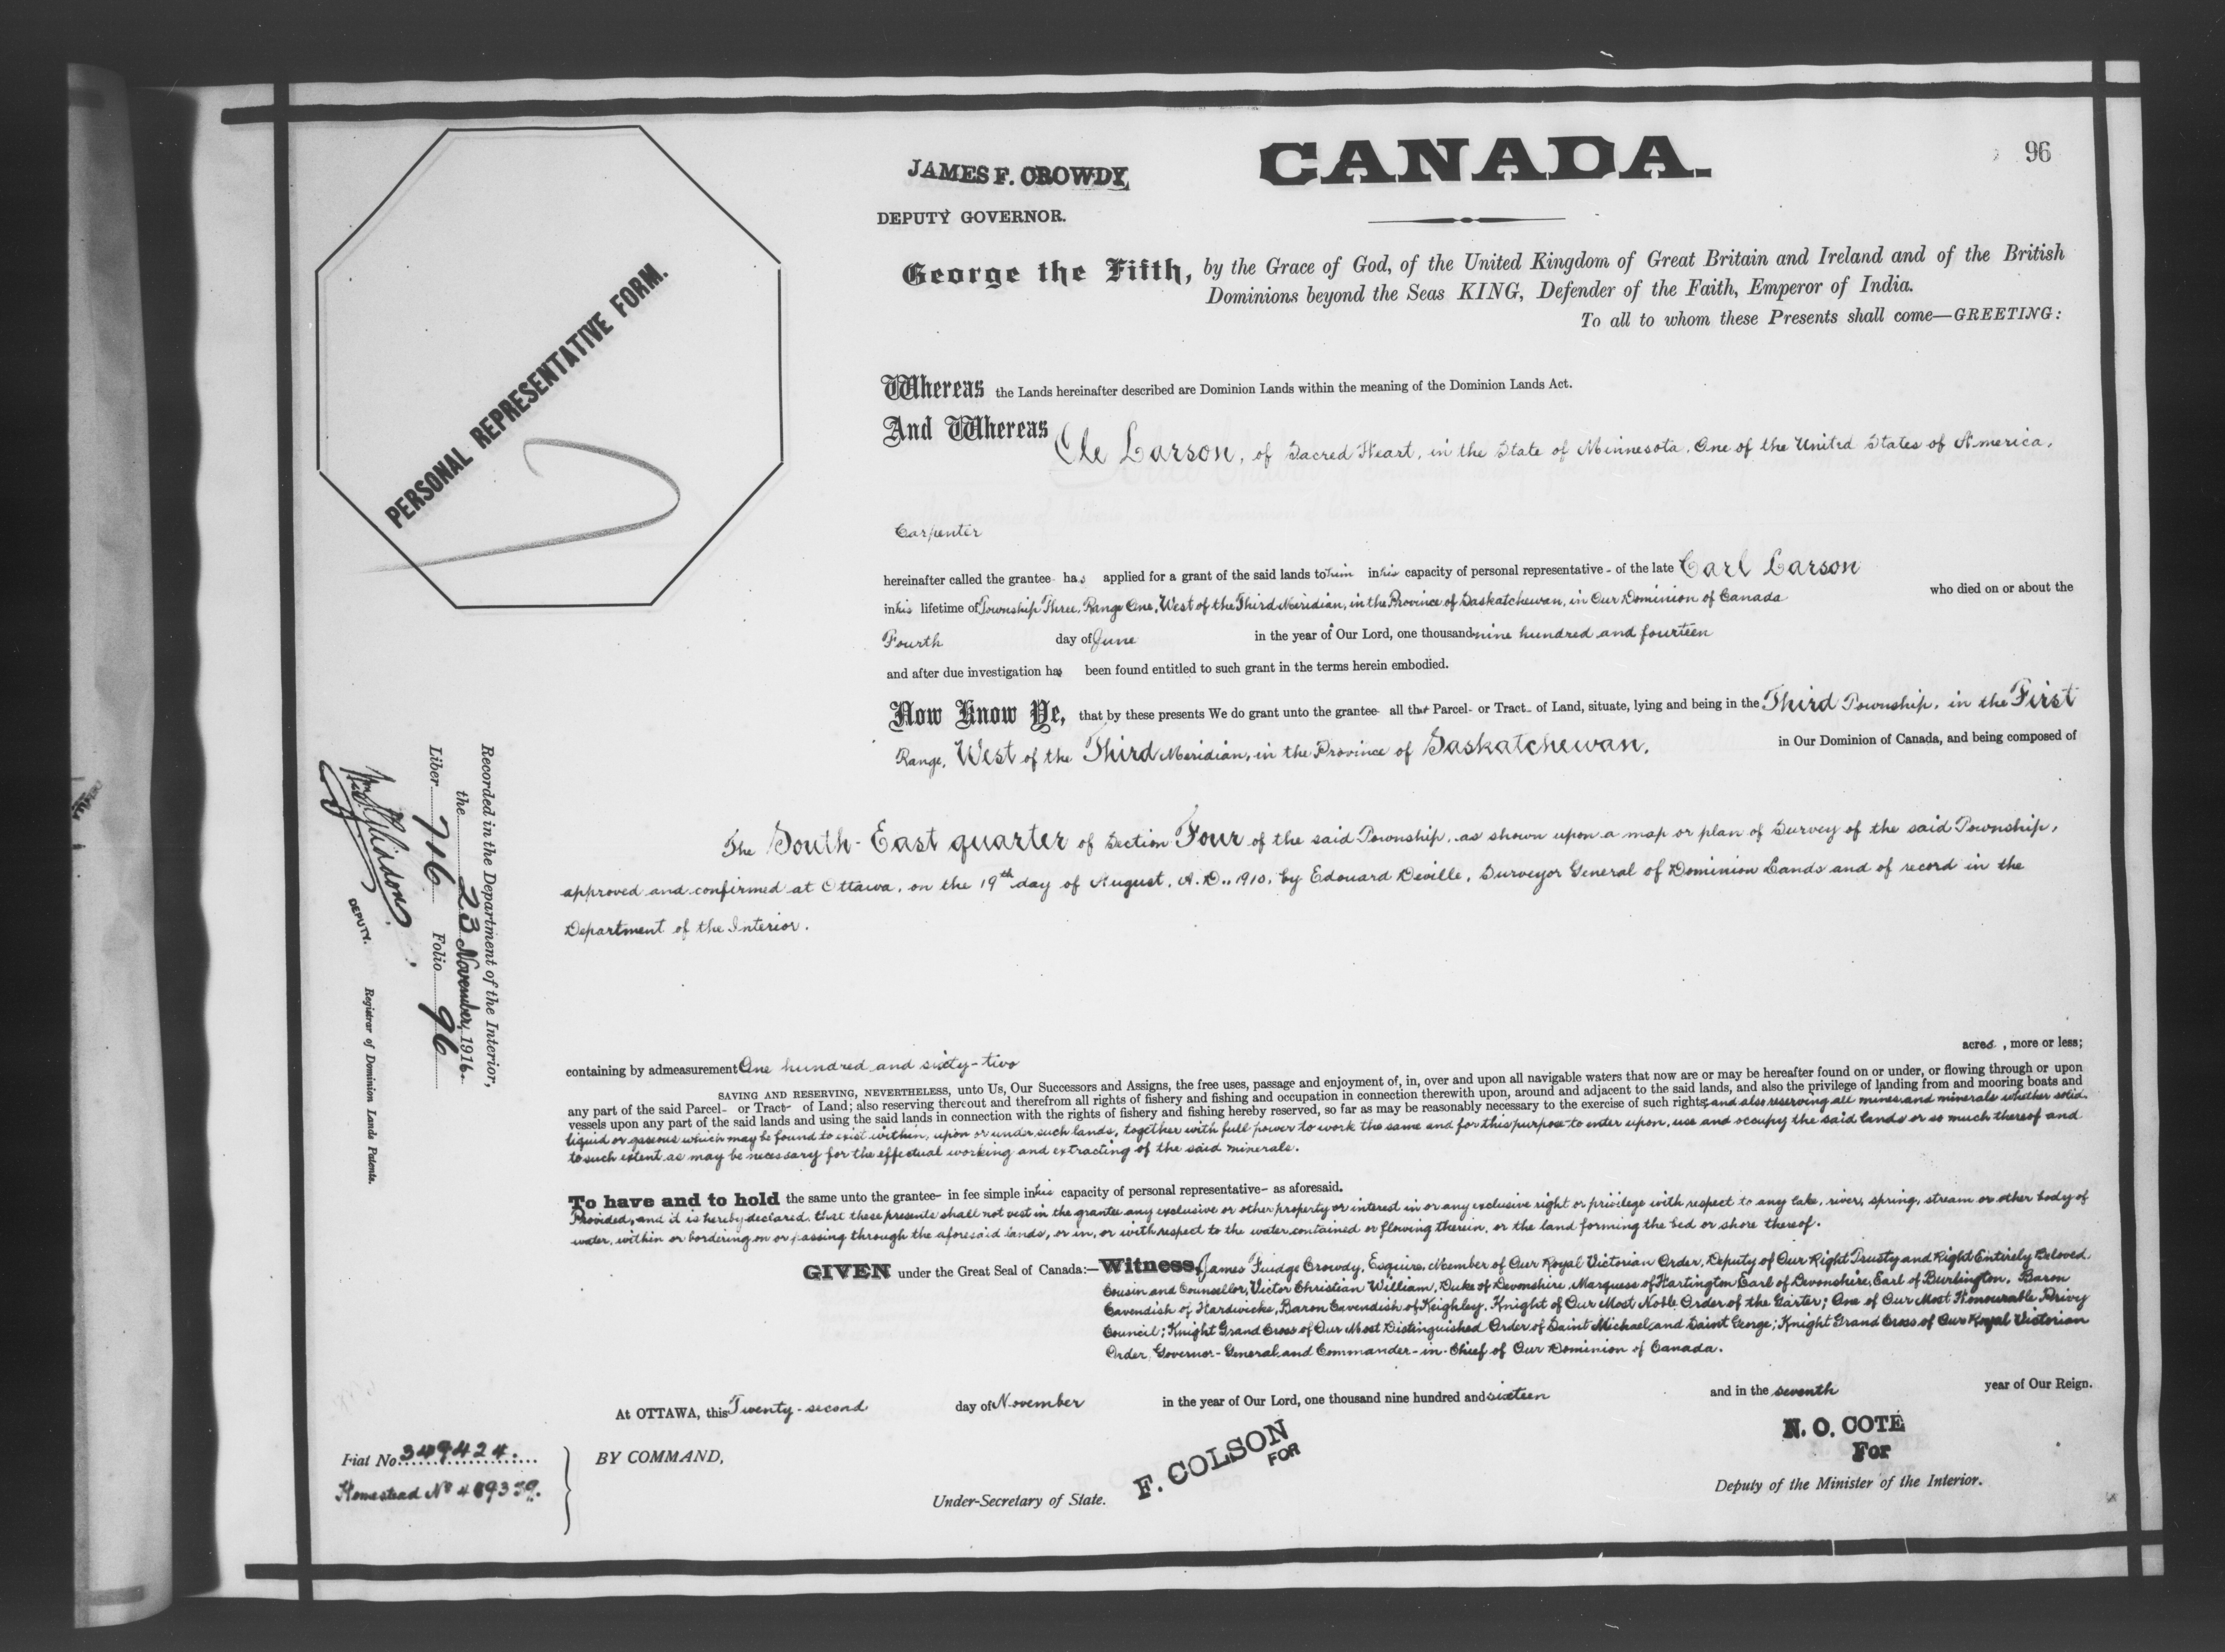 96
JAMES F. CROWDY
DEPUTY GOVERNOR.
CANADA.
George the Fifth, by the Grace of God, of the United Kingdom of Great Britain and Ireland and of the British
Dominions beyond the Seas KING, Defender of the Faith, Emperor of India.
To all to whom these Presents shall come—GREETING:
PERSONAL REPRESENTATIVE FORM.
Whereas the Lands hereinafter described are Dominion Lands within the meaning of the Dominion Lands Act.
And Whereas Ole Larson, of Sacred Heart, in the State of Minnesota, One of the United States of America,
Carpenter
hereinafter called the grantee has applied for a grant of the said lands to him in his capacity of personal representative - of the late Carl Larson
in his lifetime of Township Three, Range One, West of the Third Meridian, in the Province of Saskatchewan, in Our Dominion of Canada who died on or about the
Fourth day of June in the year of Our Lord, one thousand nine hundred and fourteen
and after due investigation has been found entitled to such grant in the terms herein embodied.
Now Know Ye, that by these presents We do grant unto the grantee all that Parcel- or Tract- of Land, situate, lying and being in the Third Township, in the First
Range, West of the Third Meridian, in the Province of Saskatchewan, in Our Dominion of Canada, and being composed of
The South-East quarter of Section Four of the said Township, as shown upon a map or plan of Survey of the said Township,
approved and confirmed at Ottawa, on the 19th day of August, A.D., 1910, by Edouard Deville, Surveyor General of Dominion Lands and of record in the
Department of the Interior.
containing by admeasurement One hundred and sixty-two acres, more or less;
SAVING AND RESERVING, NEVERTHELESS, unto Us, Our Successors and Assigns, the free uses, passage and enjoyment of, in, over and upon all navigable waters that now are or may be hereafter found on or under, or flowing through or upon
any part of the said Parcel- or Tract- of Land; also reserving thereout and therefrom all rights of fishery and fishing and occupation in connection therewith upon, around and adjacent to the said lands, and also the privilege of landing from and mooring boats and
vessels upon any part of the said lands and using the said lands in connection with the rights of fishery and fishing hereby reserved, so far as may be reasonably necessary to the exercise of such rights; and also reserving all mines and minerals whether solid,
liquid or gaseous which may be found to exist within, upon or under such lands, together with full power to work the same and for this purpose to enter upon, use and occupy the said lands or so much thereof and
to such extent as may be necessary for the effectual working and extracting of the said minerals.
To have and to hold the same unto the grantee- in fee simple in his capacity of personal representative- as aforesaid.
Provided, and it is hereby declared, that these presents shall not vest in the grantee any exclusive or other property or interest in or any exclusive right or privilege with respect to any lake, river, spring, stream or other body of
water, within or bordering on or passing through the aforesaid lands, or in, or with respect to the water contained or flowing therein, or the land forming the bed or shore thereof.
GIVEN under the Great Seal of Canada:—Witness, James Fuidge Crowdy, Esquire, Member of Our Royal Victorian Order, Deputy of Our Right Trusty and Right Entirely Beloved
Cousin and Counsellor, Victor Christian William, Duke of Devonshire, Marquess of Hartington Earl of Devonshire, Earl of Burlington, Baron
Cavendish of Hardwicke, Baron Cavendish of Keighley, Knight of Our Most Noble Order of the Garter; One of Our Most Honourable Privy
Council; Knight Grand Cross of Our Most Distinguished Order of Saint Michael and Saint George; Knight Grand Cross of Our Royal Victorian
Order, Governor-General and Commander-in-Chief of Our Dominion of Canada.
At OTTAWA, this Twenty-second day of November in the year of Our Lord, one thousand nine hundred and sixteen and in the seventh year of Our Reign.
BY COMMAND,
F. COLSON
FOR
Under-Secretary of State.
N. O. COTÉ
For
Deputy of the Minister of the Interior.
Fiat No. 349424.
Homestead No
Recorded in the Department of the Interior,
the 23 November, 1916.
Liber 716 Folio 96
DEPUTY.
Registrar of Dominion Lands Patents.